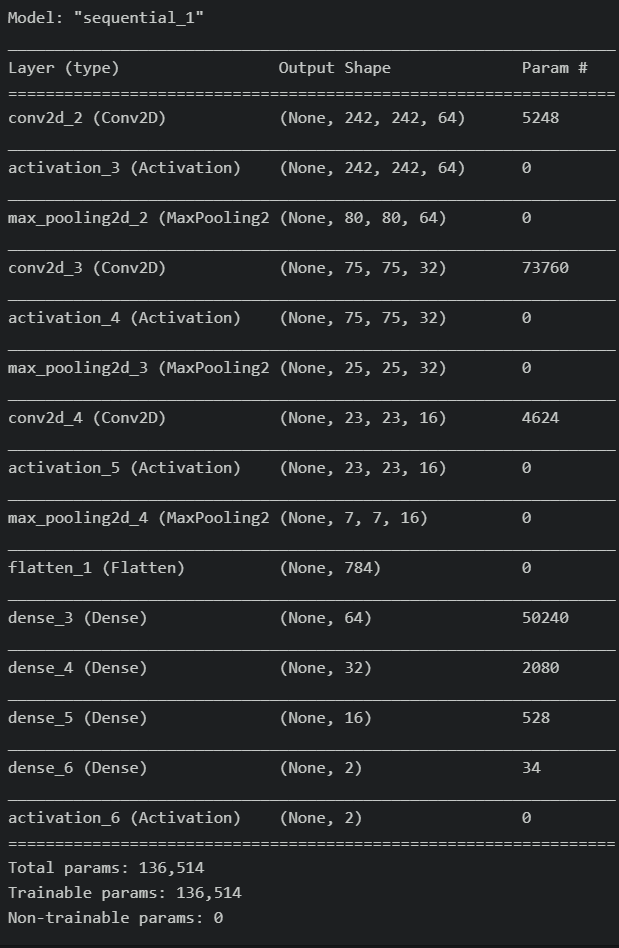 Model: "sequential_1"
_________________________________________________________________
Layer (type)                 Output Shape              Param #
=================================================================
conv2d_2 (Conv2D)            (None, 242, 242, 64)      5248
_________________________________________________________________
activation_3 (Activation)    (None, 242, 242, 64)      0
_________________________________________________________________
max_pooling2d_2 (MaxPooling2 (None, 80, 80, 64)        0
_________________________________________________________________
conv2d_3 (Conv2D)            (None, 75, 75, 32)        73760
_________________________________________________________________
activation_4 (Activation)    (None, 75, 75, 32)        0
_________________________________________________________________
max_pooling2d_3 (MaxPooling2 (None, 25, 25, 32)        0
_________________________________________________________________
conv2d_4 (Conv2D)            (None, 23, 23, 16)        4624
_________________________________________________________________
activation_5 (Activation)    (None, 23, 23, 16)        0
_________________________________________________________________
max_pooling2d_4 (MaxPooling2 (None, 7, 7, 16)          0
_________________________________________________________________
flatten_1 (Flatten)          (None, 784)               0
_________________________________________________________________
dense_3 (Dense)              (None, 64)                50240
_________________________________________________________________
dense_4 (Dense)              (None, 32)                2080
_________________________________________________________________
dense_5 (Dense)              (None, 16)                528
_________________________________________________________________
dense_6 (Dense)              (None, 2)                 34
_________________________________________________________________
activation_6 (Activation)    (None, 2)                 0
=================================================================
Total params: 136,514
Trainable params: 136,514
Non-trainable params: 0